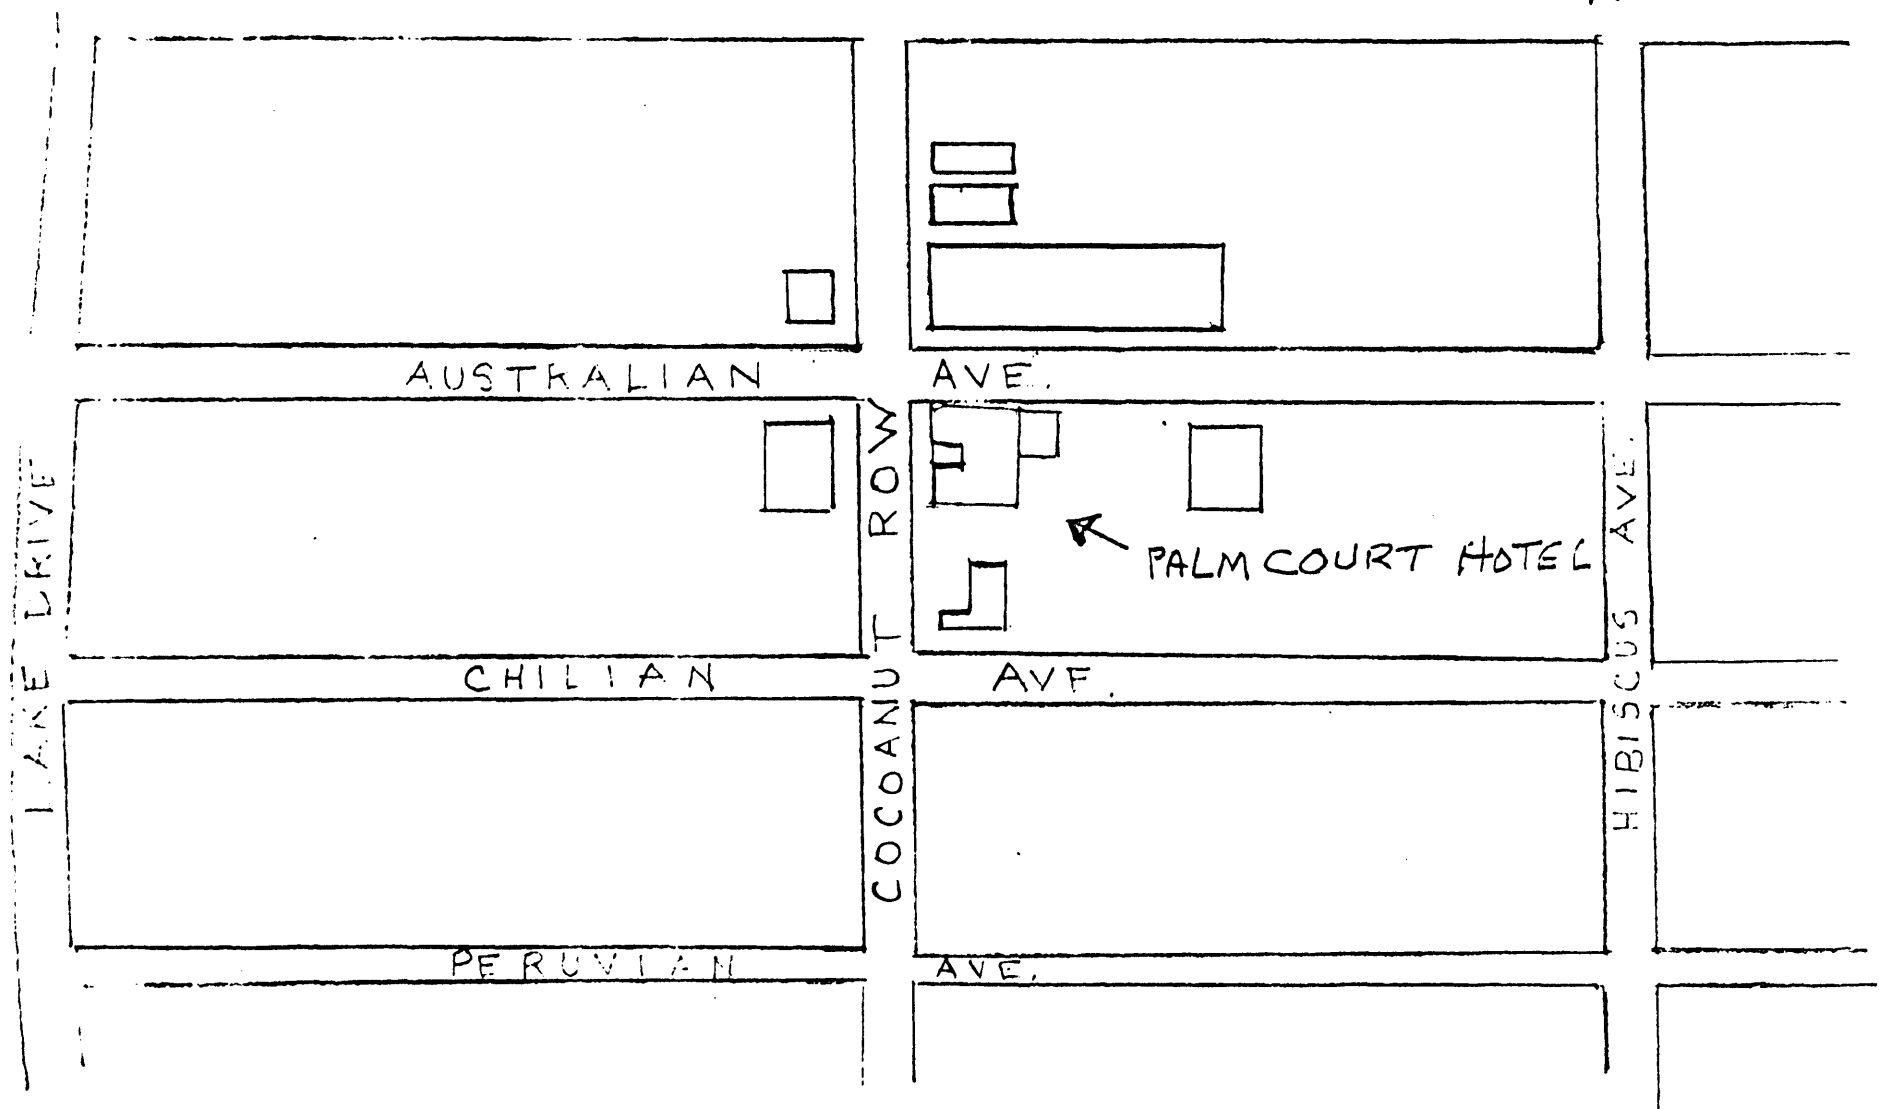 AUSTRALIAN AVE.
PALM COURT HOTEL
CHILIAN AVE.
PERUVIAN AVE.
LAKE DRIVE
COCOANUT ROW
HIBISCUS AVE.